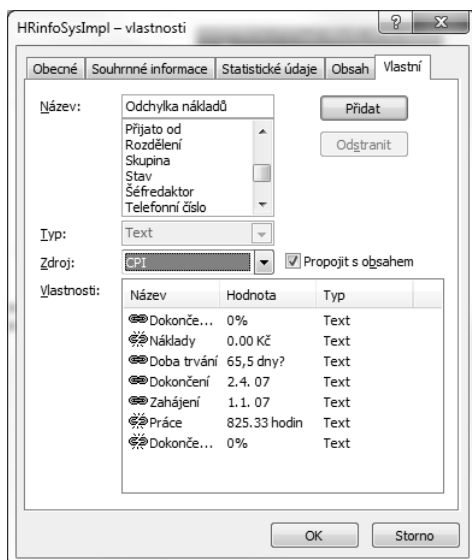 HRinfoSysImpl – vlastnosti
Obecné Souhrnné informace Statistické údaje Obsah Vlastní
Název: Odchylka nákladů Přidat
Přijato od
Rozdělení Odstranit
Skupina
Stav
Šéfredaktor
Telefonní číslo
Typ: Text
Zdroj: CPI Propojit s obsahem
Vlastnosti:
Název Hodnota Typ
Dokonče... 0% Text
Náklady 0.00 Kč Text
Doba trvání 65,5 dny? Text
Dokončení 2.4. 07 Text
Zahájení 1.1. 07 Text
Práce 825.33 hodin Text
Dokonče... 0% Text
OK Storno